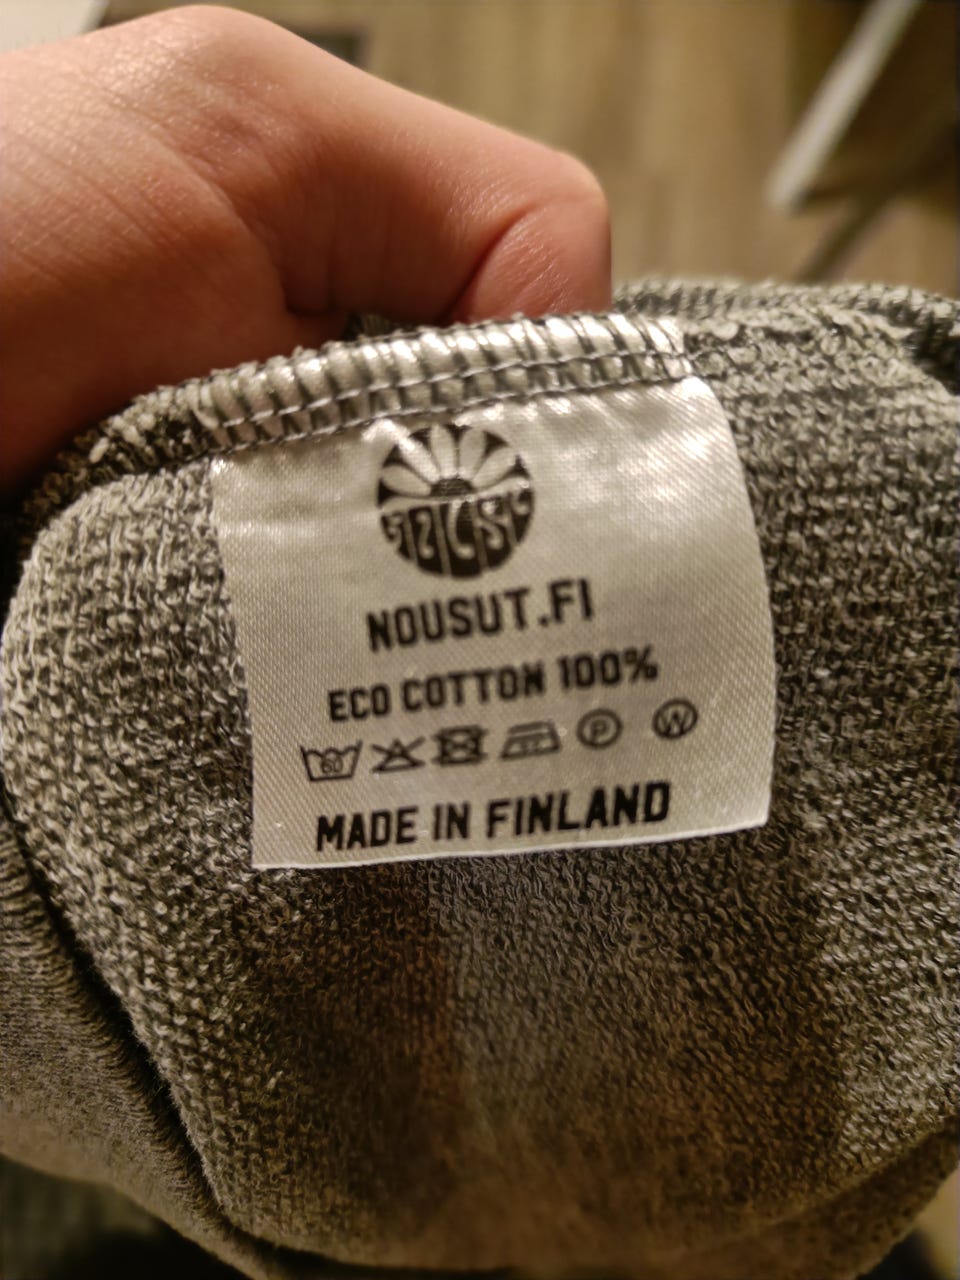 NOUSUT.FI
ECO COTTON 100%
P W
MADE IN FINLAND